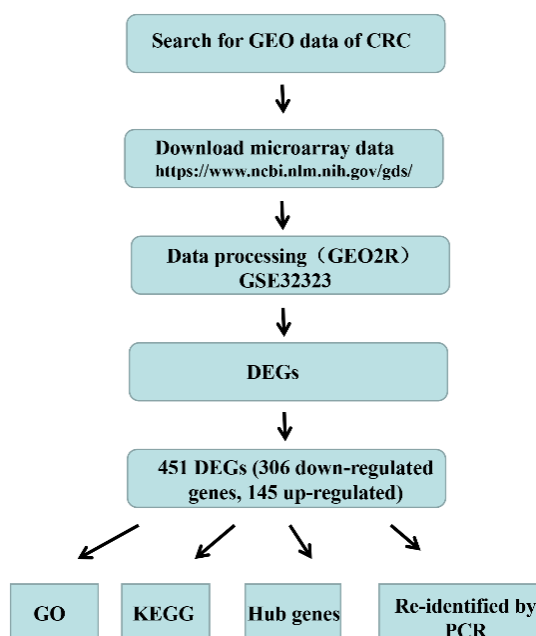 Search for GEO data of CRC
Download microarray data
https://www.ncbi.nlm.nih.gov/gds/
Data processing（GEO2R）
GSE32323
DEGs
451 DEGs (306 down-regulated
genes, 145 up-regulated)
GO
KEGG
Hub genes
Re-identified by
PCR